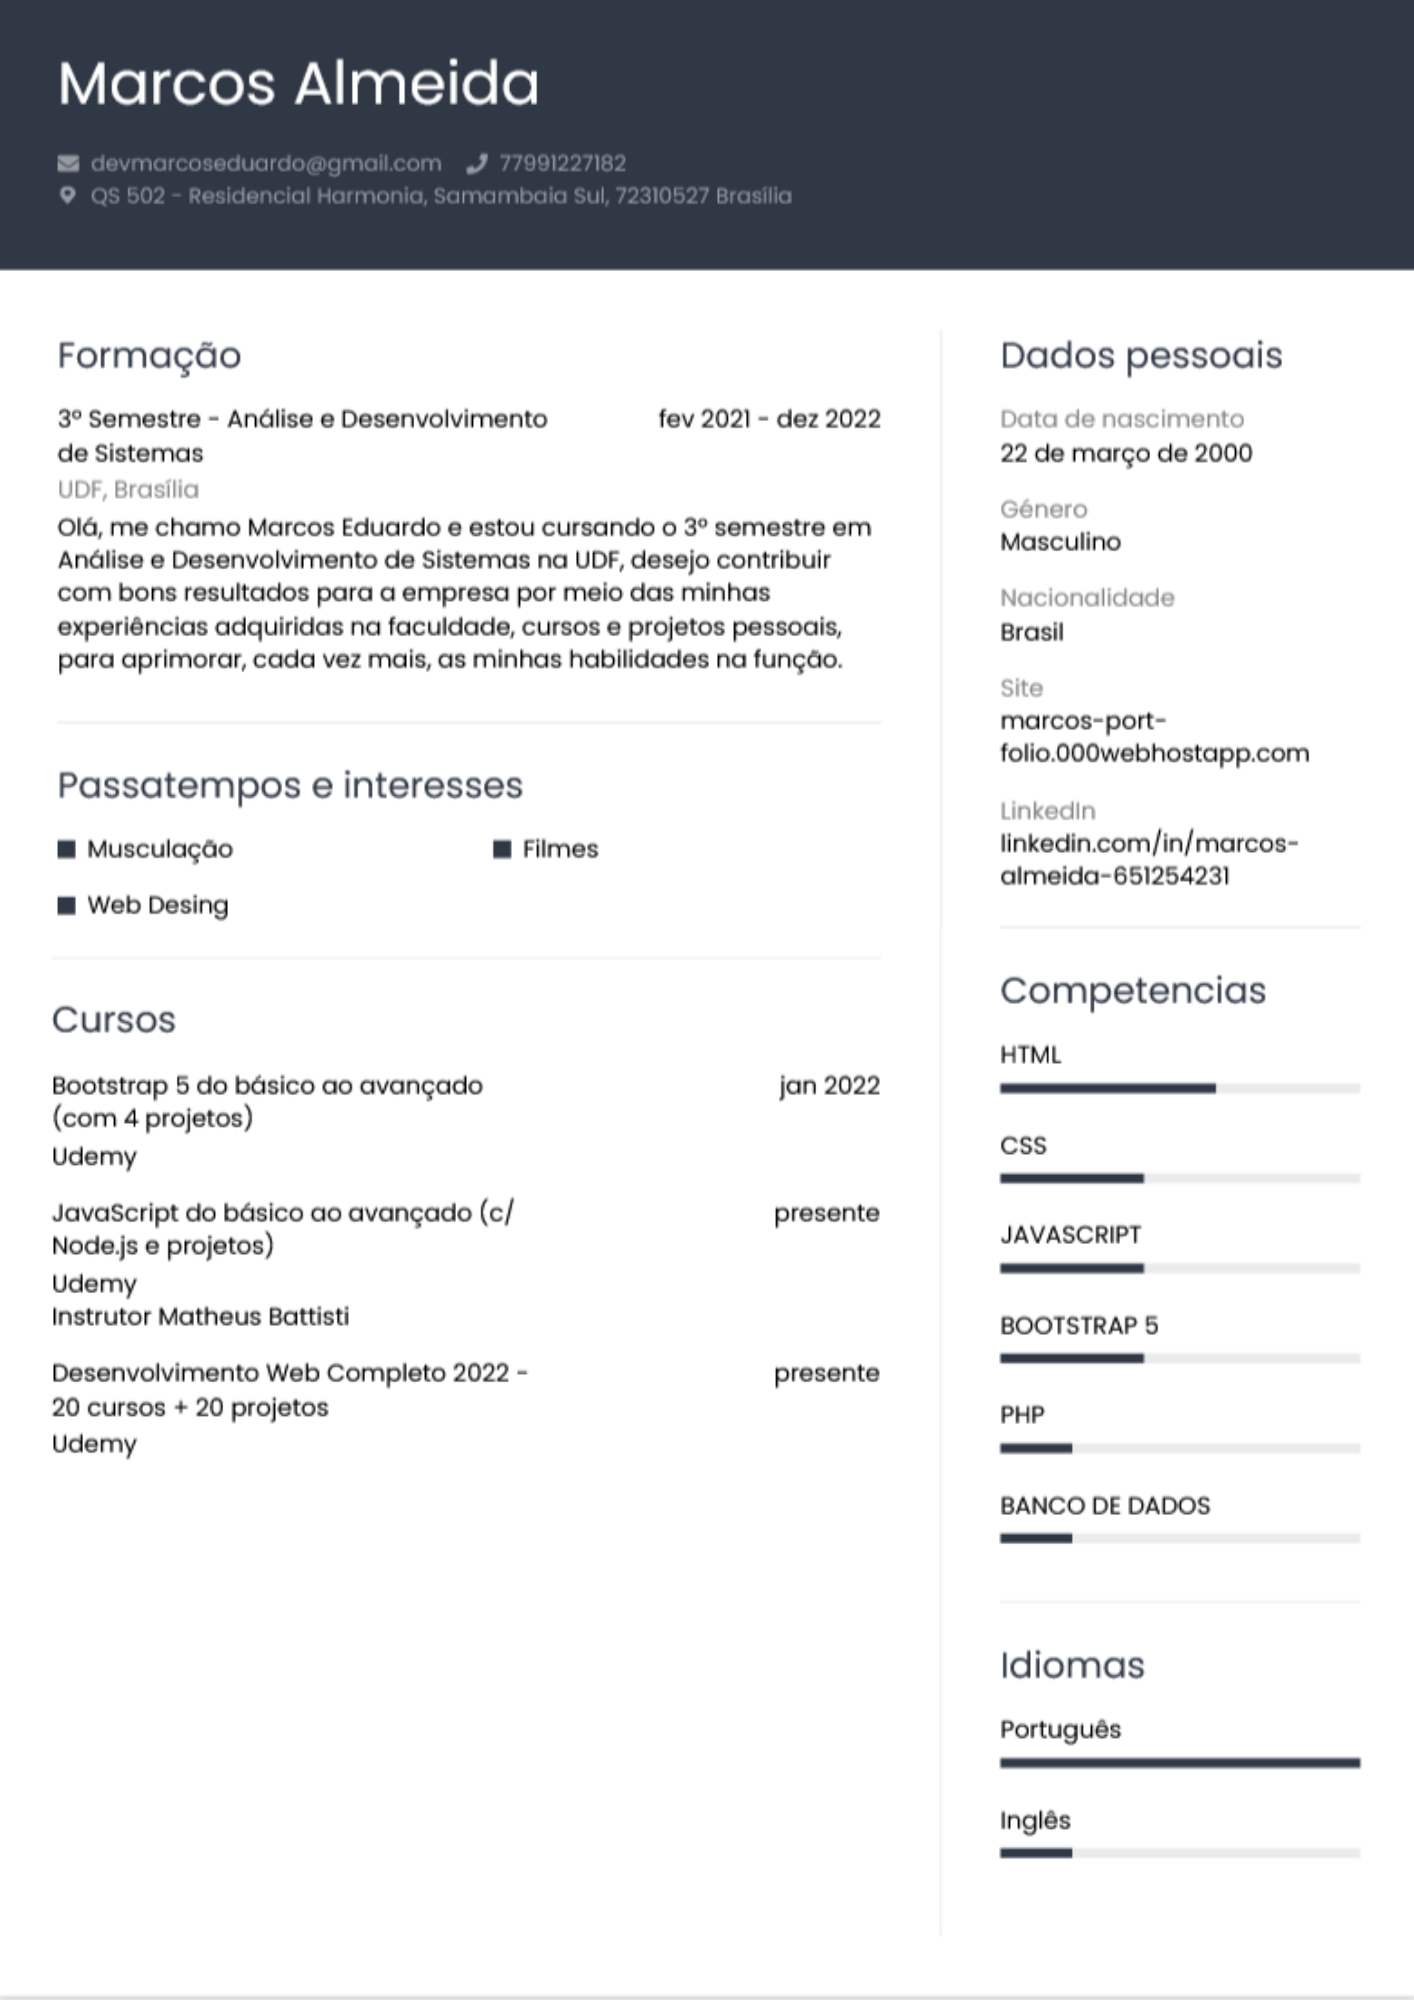 Marcos Almeida
devmarcoseduardo@gmail.com 77991227182
QS 502 - Residencial Harmonia, Samambaia Sul, 72310527 Brasília
Formação
3º Semestre - Análise e Desenvolvimento fev 2021 - dez 2022
de Sistemas
UDF, Brasília
Olá, me chamo Marcos Eduardo e estou cursando o 3º semestre em
Análise e Desenvolvimento de Sistemas na UDF, desejo contribuir
com bons resultados para a empresa por meio das minhas
experiências adquiridas na faculdade, cursos e projetos pessoais,
para aprimorar, cada vez mais, as minhas habilidades na função.
Passatempos e interesses
Musculação Filmes
Web Desing
Cursos
Bootstrap 5 do básico ao avançado jan 2022
(com 4 projetos)
Udemy
JavaScript do básico ao avançado (c/ presente
Node.js e projetos)
Udemy
Instrutor Matheus Battisti
Desenvolvimento Web Completo 2022 - presente
20 cursos + 20 projetos
Udemy
Dados pessoais
Data de nascimento
22 de março de 2000
Género
Masculino
Nacionalidade
Brasil
Site
marcos-port-
folio.000webhostapp.com
LinkedIn
linkedin.com/in/marcos-
almeida-651254231
Competencias
HTML
CSS
JAVASCRIPT
BOOTSTRAP 5
PHP
BANCO DE DADOS
Idiomas
Português
Inglês